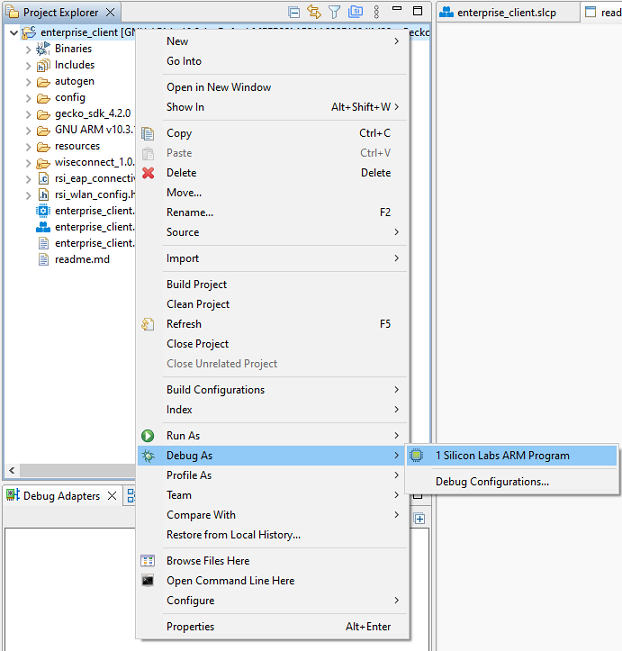 Project Explorer
enterprise_client.slcp
enterprise_client
Binaries
Includes
autogen
config
gecko_sdk_4.2.0
GNU ARM v10.3.
resources
wiseconnect_1.0.
rsi_eap_connectiv
rsi_wlan_config.h
enterprise_client.
enterprise_client.
enterprise_client.
readme.md
New
Go Into
Open in New Window
Show In Alt+Shift+W
Copy Ctrl+C
Paste Ctrl+V
Delete Delete
Move...
Rename... F2
Source
Import
Build Project
Clean Project
Refresh F5
Close Project
Close Unrelated Project
Build Configurations
Index
Run As
Debug As
1 Silicon Labs ARM Program
Debug Configurations...
Profile As
Team
Compare With
Restore from Local History...
Browse Files Here
Open Command Line Here
Configure
Properties Alt+Enter
Debug Adapters